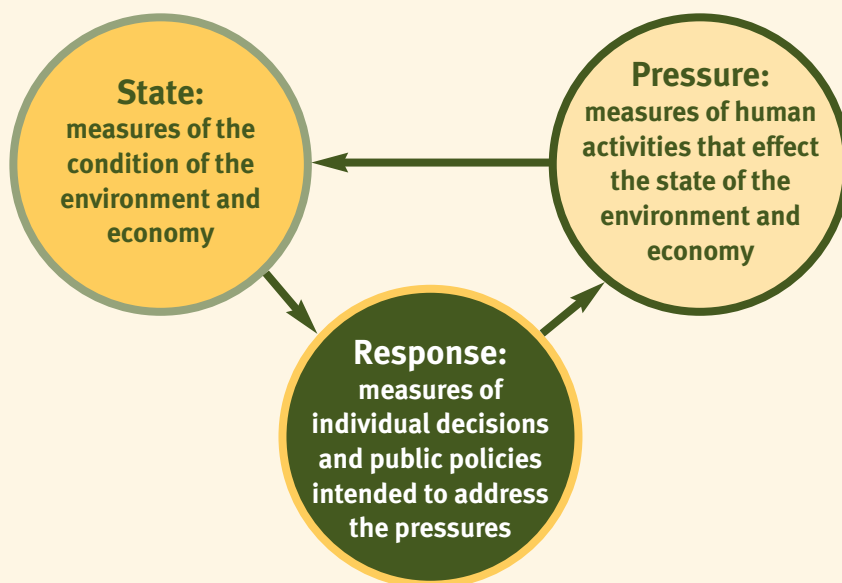 State:
measures of the
condition of the
environment and
economy
Pressure:
measures of human
activities that effect
the state of the
environment and
economy
Response:
measures of
individual decisions
and public policies
intended to address
the pressures